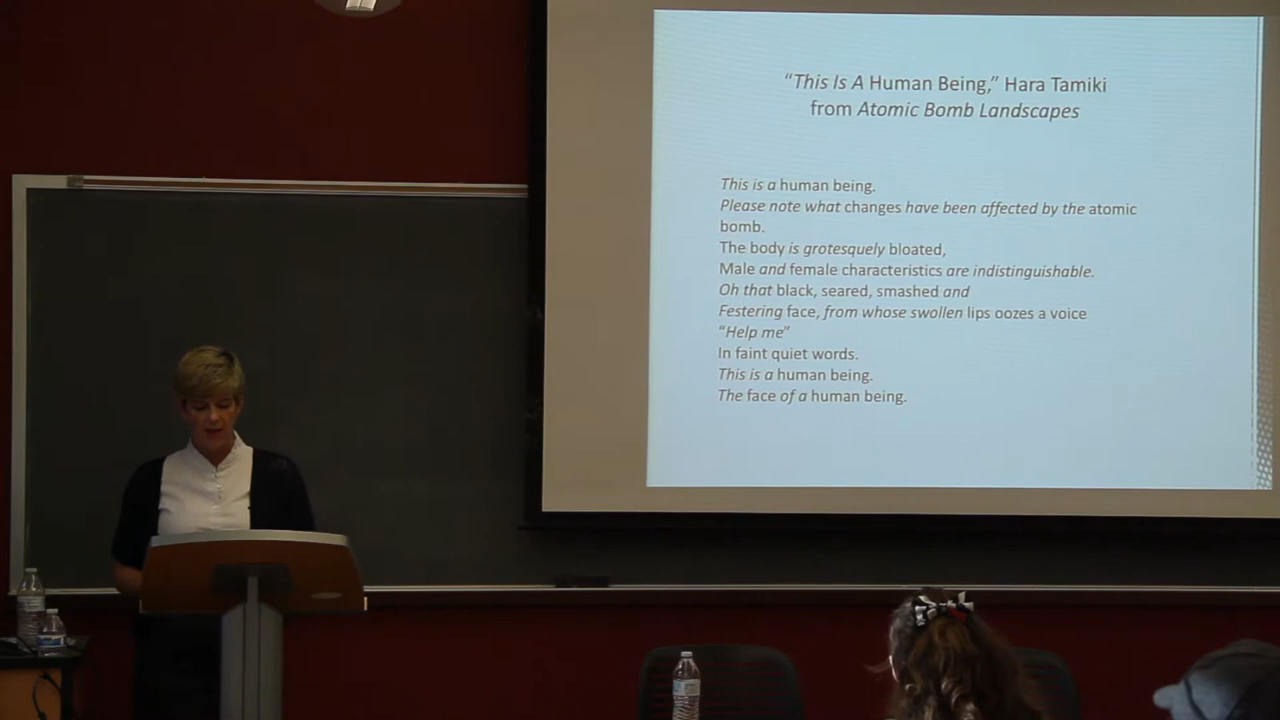 “This Is A Human Being,” Hara Tamiki
from Atomic Bomb Landscapes
This is a human being.
Please note what changes have been affected by the atomic
bomb.
The body is grotesquely bloated,
Male and female characteristics are indistinguishable.
Oh that black, seared, smashed and
Festering face, from whose swollen lips oozes a voice
“Help me”
In faint quiet words.
This is a human being.
The face of a human being.